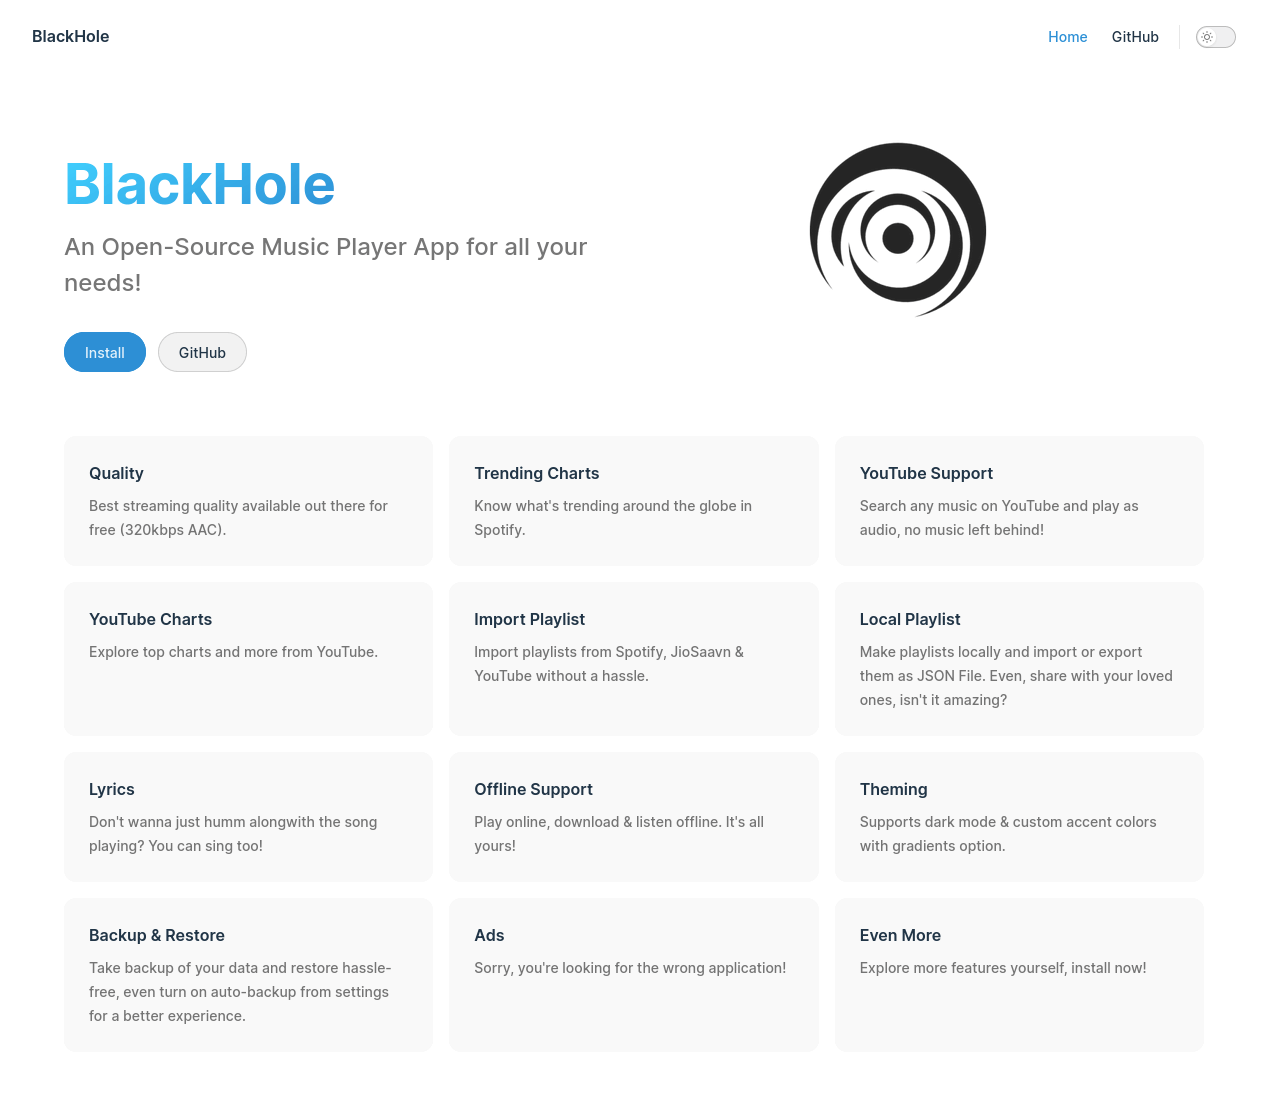 BlackHole
Home
GitHub
BlackHole
An Open-Source Music Player App for all your
needs!
Install
GitHub
Quality
Best streaming quality available out there for
free (320kbps AAC).
Trending Charts
Know what's trending around the globe in
Spotify.
YouTube Support
Search any music on YouTube and play as
audio, no music left behind!
YouTube Charts
Explore top charts and more from YouTube.
Import Playlist
Import playlists from Spotify, JioSaavn &
YouTube without a hassle.
Local Playlist
Make playlists locally and import or export
them as JSON File. Even, share with your loved
ones, isn't it amazing?
Lyrics
Don't wanna just humm alongwith the song
playing? You can sing too!
Offline Support
Play online, download & listen offline. It's all
yours!
Theming
Supports dark mode & custom accent colors
with gradients option.
Backup & Restore
Take backup of your data and restore hassle-
free, even turn on auto-backup from settings
for a better experience.
Ads
Sorry, you're looking for the wrong application!
Even More
Explore more features yourself, install now!